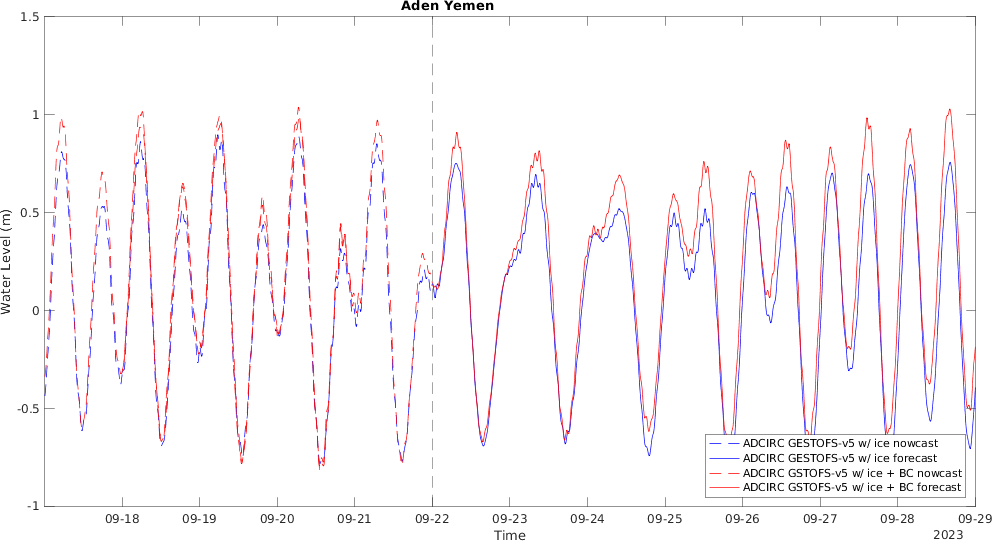 Aden Yemen
Water Level (m)
1.5
1
0.5
0
-0.5
-1
ADCIRC GESTOFS-v5 w/ ice nowcast
ADCIRC GESTOFS-v5 w/ ice forecast
ADCIRC GSTOFS-v5 w/ ice + BC nowcast
ADCIRC GSTOFS-v5 w/ ice + BC forecast
09-18 09-19 09-20 09-21 09-22 09-23 09-24 09-25 09-26 09-27 09-28 09-29
Time
2023